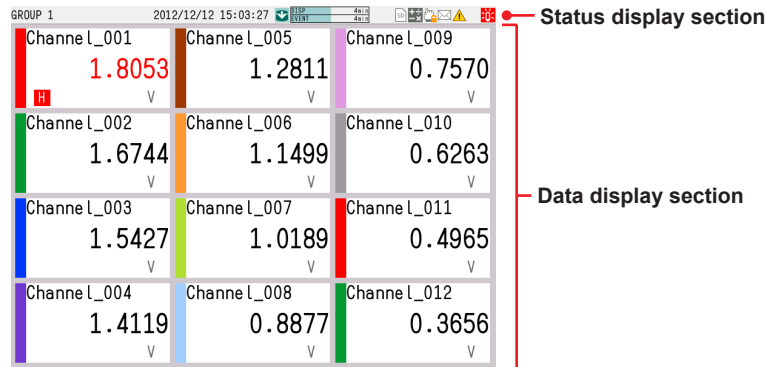 GROUP 1 2012/12/12 15:03:27 DISP 4min
EVENT 4min
SD
Status display section
Channel_001 Channel_005 Channel_009
1.8053 1.2811 0.7570
H V V V
Channel_002 Channel_006 Channel_010
1.6744 1.1499 0.6263
V V V
Data display section
Channel_003 Channel_007 Channel_011
1.5427 1.0189 0.4965
V V V
Channel_004 Channel_008 Channel_012
1.4119 0.8877 0.3656
V V V